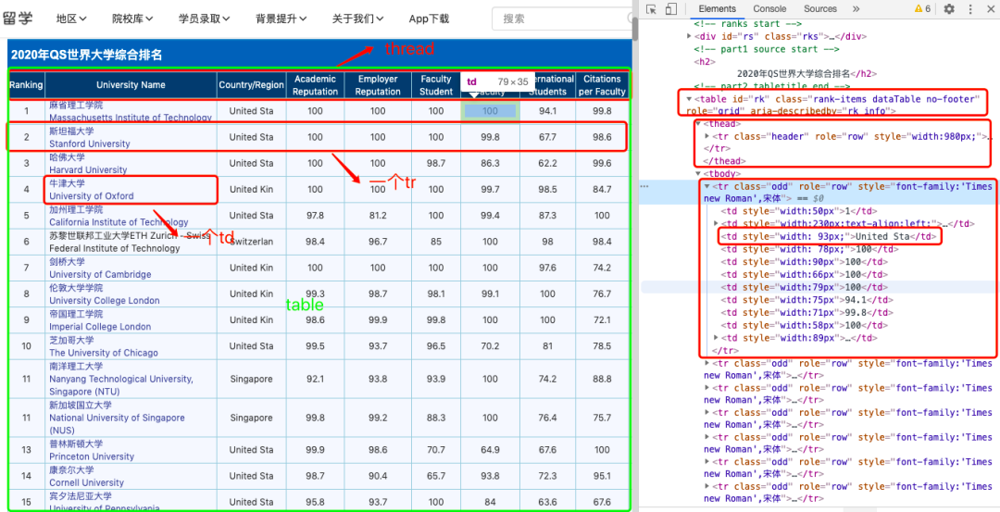 留学 地区 院校库 学员录取 背景提升 关于我们 App下载 搜索
2020年QS世界大学综合排名
thread
Ranking University Name Country/Region Academic Reputation Employer Reputation Faculty Student Faculty Students Citations per Faculty
td 79×35
1 麻省理工学院 United Sta 100 100 100 100 94.1 99.8
Massachusetts Institute of Technology
2 斯坦福大学 United Sta 100 100 100 99.8 67.7 98.6
Stanford University
3 哈佛大学 United Sta 100 100 98.7 86.3 62.2 99.6
Harvard University
一个tr
4 牛津大学 United Kin 100 100 100 99.7 98.5 84.7
University of Oxford
5 加州理工学院 United Sta 97.8 81.2 100 99.4 87.3 100
California Institute of Technology
一个td
6 苏黎世联邦工业大学ETH Zurich - Swiss Switzerlan 98.4 96.7 85 100 98 98.4
Federal Institute of Technology
7 剑桥大学 United Kin 100 100 100 100 97.6 74.2
University of Cambridge
8 伦敦大学学院 United Kin 99.3 98.7 98.1 99.1 100 76.7
University College London
table
9 帝国理工学院 United Kin 98.6 99.9 99.8 100 100 72.1
Imperial College London
10 芝加哥大学 United Sta 99.5 93.7 96.5 70.2 81 78.5
The University of Chicago
11 南洋理工大学 Singapore 92.1 93.8 93.9 100 74.2 88.8
Nanyang Technological University,
Singapore (NTU)
11 新加坡国立大学 Singapore 99.8 99.2 88.3 100 76.4 75.7
National University of Singapore
(NUS)
13 普林斯顿大学 United Sta 99.9 98.6 70.7 64.9 67.6 100
Princeton University
14 康奈尔大学 United Sta 98.7 90.4 65.7 93.8 72.3 95.1
Cornell University
15 宾夕法尼亚大学 United Sta 95.8 93.7 100 84 63.6 67.6
University of Pennsylvania
Elements Console Sources » 6
<!-- ranks start -->
<div id="rs" class="rks">…</div>
<!-- part1 source start -->
<h2>
2020年QS世界大学综合排名</h2>
<!-- part2 tabletitle end -->
<table id="rk" class="rank-items dataTable no-footer"
role="grid" aria-describedby="rk_info">
<thead>
<tr class="header" role="row" style="width:980px;">…
</tr>
</thead>
<tbody>
<tr class="odd" role="row" style="font-family:'Times
new Roman',宋体"> == $0
<td style="width:50px">1</td>
<td style="width:230px;text-align:left;">…</td>
<td style="width: 93px;">United Sta</td>
<td style="width: 78px;">100</td>
<td style="width:90px">100</td>
<td style="width:66px">100</td>
<td style="width:79px">100</td>
<td style="width:75px">94.1</td>
<td style="width:71px">99.8</td>
<td style="width:58px">100</td>
<td style="width:89px">…</td>
</tr>
<tr class="odd" role="row" style="font-family:'Times
new Roman',宋体">…</tr>
<tr class="odd" role="row" style="font-family:'Times
new Roman',宋体">…</tr>
<tr class="odd" role="row" style="font-family:'Times
new Roman',宋体">…</tr>
<tr class="odd" role="row" style="font-family:'Times
new Roman',宋体">…</tr>
<tr class="odd" role="row" style="font-family:'Times
new Roman',宋体">…</tr>
<tr class="odd" role="row" style="font-family:'Times
new Roman',宋体">…</tr>